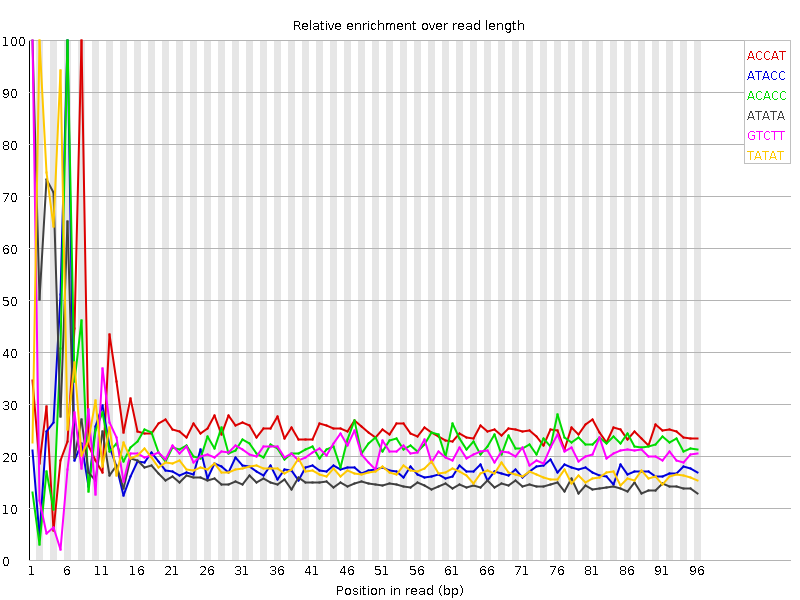 Relative enrichment over read length
100
90
80
70
60
50
40
30
20
10
0
ACCAT
ATACC
ACACC
ATATA
GTCTT
TATAT
1 6 11 16 21 26 31 36 41 46 51 56 61 66 71 76 81 86 91 96
Position in read (bp)